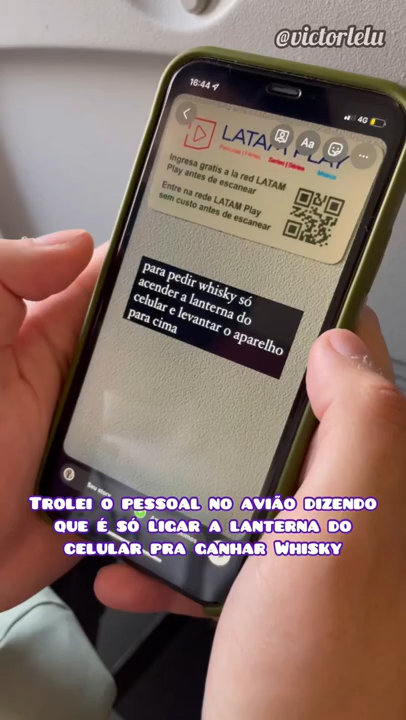 @victorlelu
16:44
4G
Aa
LATAM PLAY
Series | Séries
Ingresa gratis a la red LATAM
Play antes de escanear
Entre na rede LATAM Play
sem custo antes de escanear
para pedir whisky só
acender a lanterna do
celular e levantar o aparelho
para cima
Trolei o pessoal no avião dizendo
que é só ligar a lanterna do
celular pra ganhar Whisky